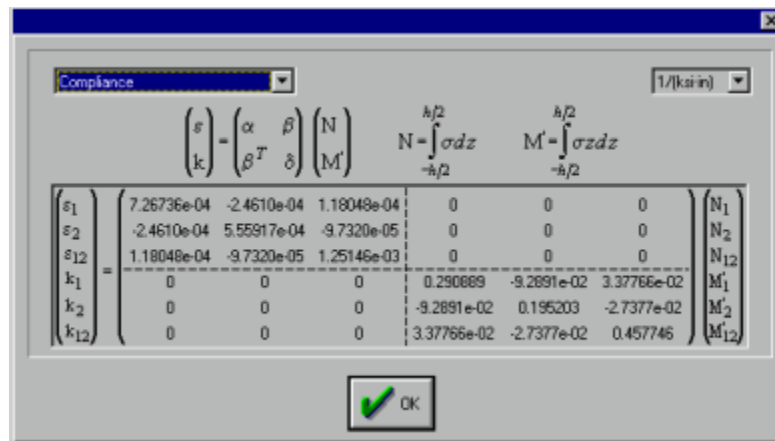 Compliance
1/(ksi·in)
(ε k) = (α β βᵀ δ) (N M') N = ∫ σdz M' = ∫ σzdz
h/2 h/2
-h/2 -h/2
ε₁ 7.26736e-04 -2.4610e-04 1.18048e-04 0 0 0 N₁
ε₂ -2.4610e-04 5.55917e-04 -9.7320e-05 0 0 0 N₂
ε₁₂ 1.18048e-04 -9.7320e-05 1.25146e-03 0 0 0 N₁₂
k₁ = 0 0 0 0.290889 -9.2891e-02 3.37766e-02 M'₁
k₂ 0 0 0 -9.2891e-02 0.195203 -2.7377e-02 M'₂
k₁₂ 0 0 0 3.37766e-02 -2.7377e-02 0.457746 M'₁₂
OK